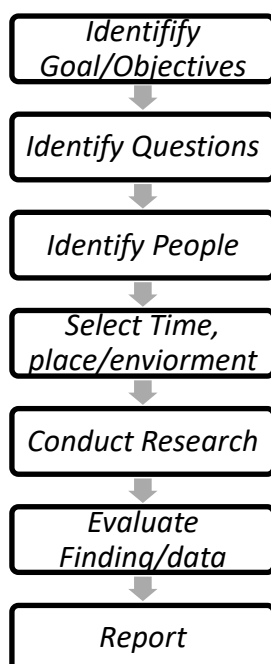 Identifify
Goal/Objectives
Identify Questions
Identify People
Select Time,
place/enviorment
Conduct Research
Evaluate
Finding/data
Report